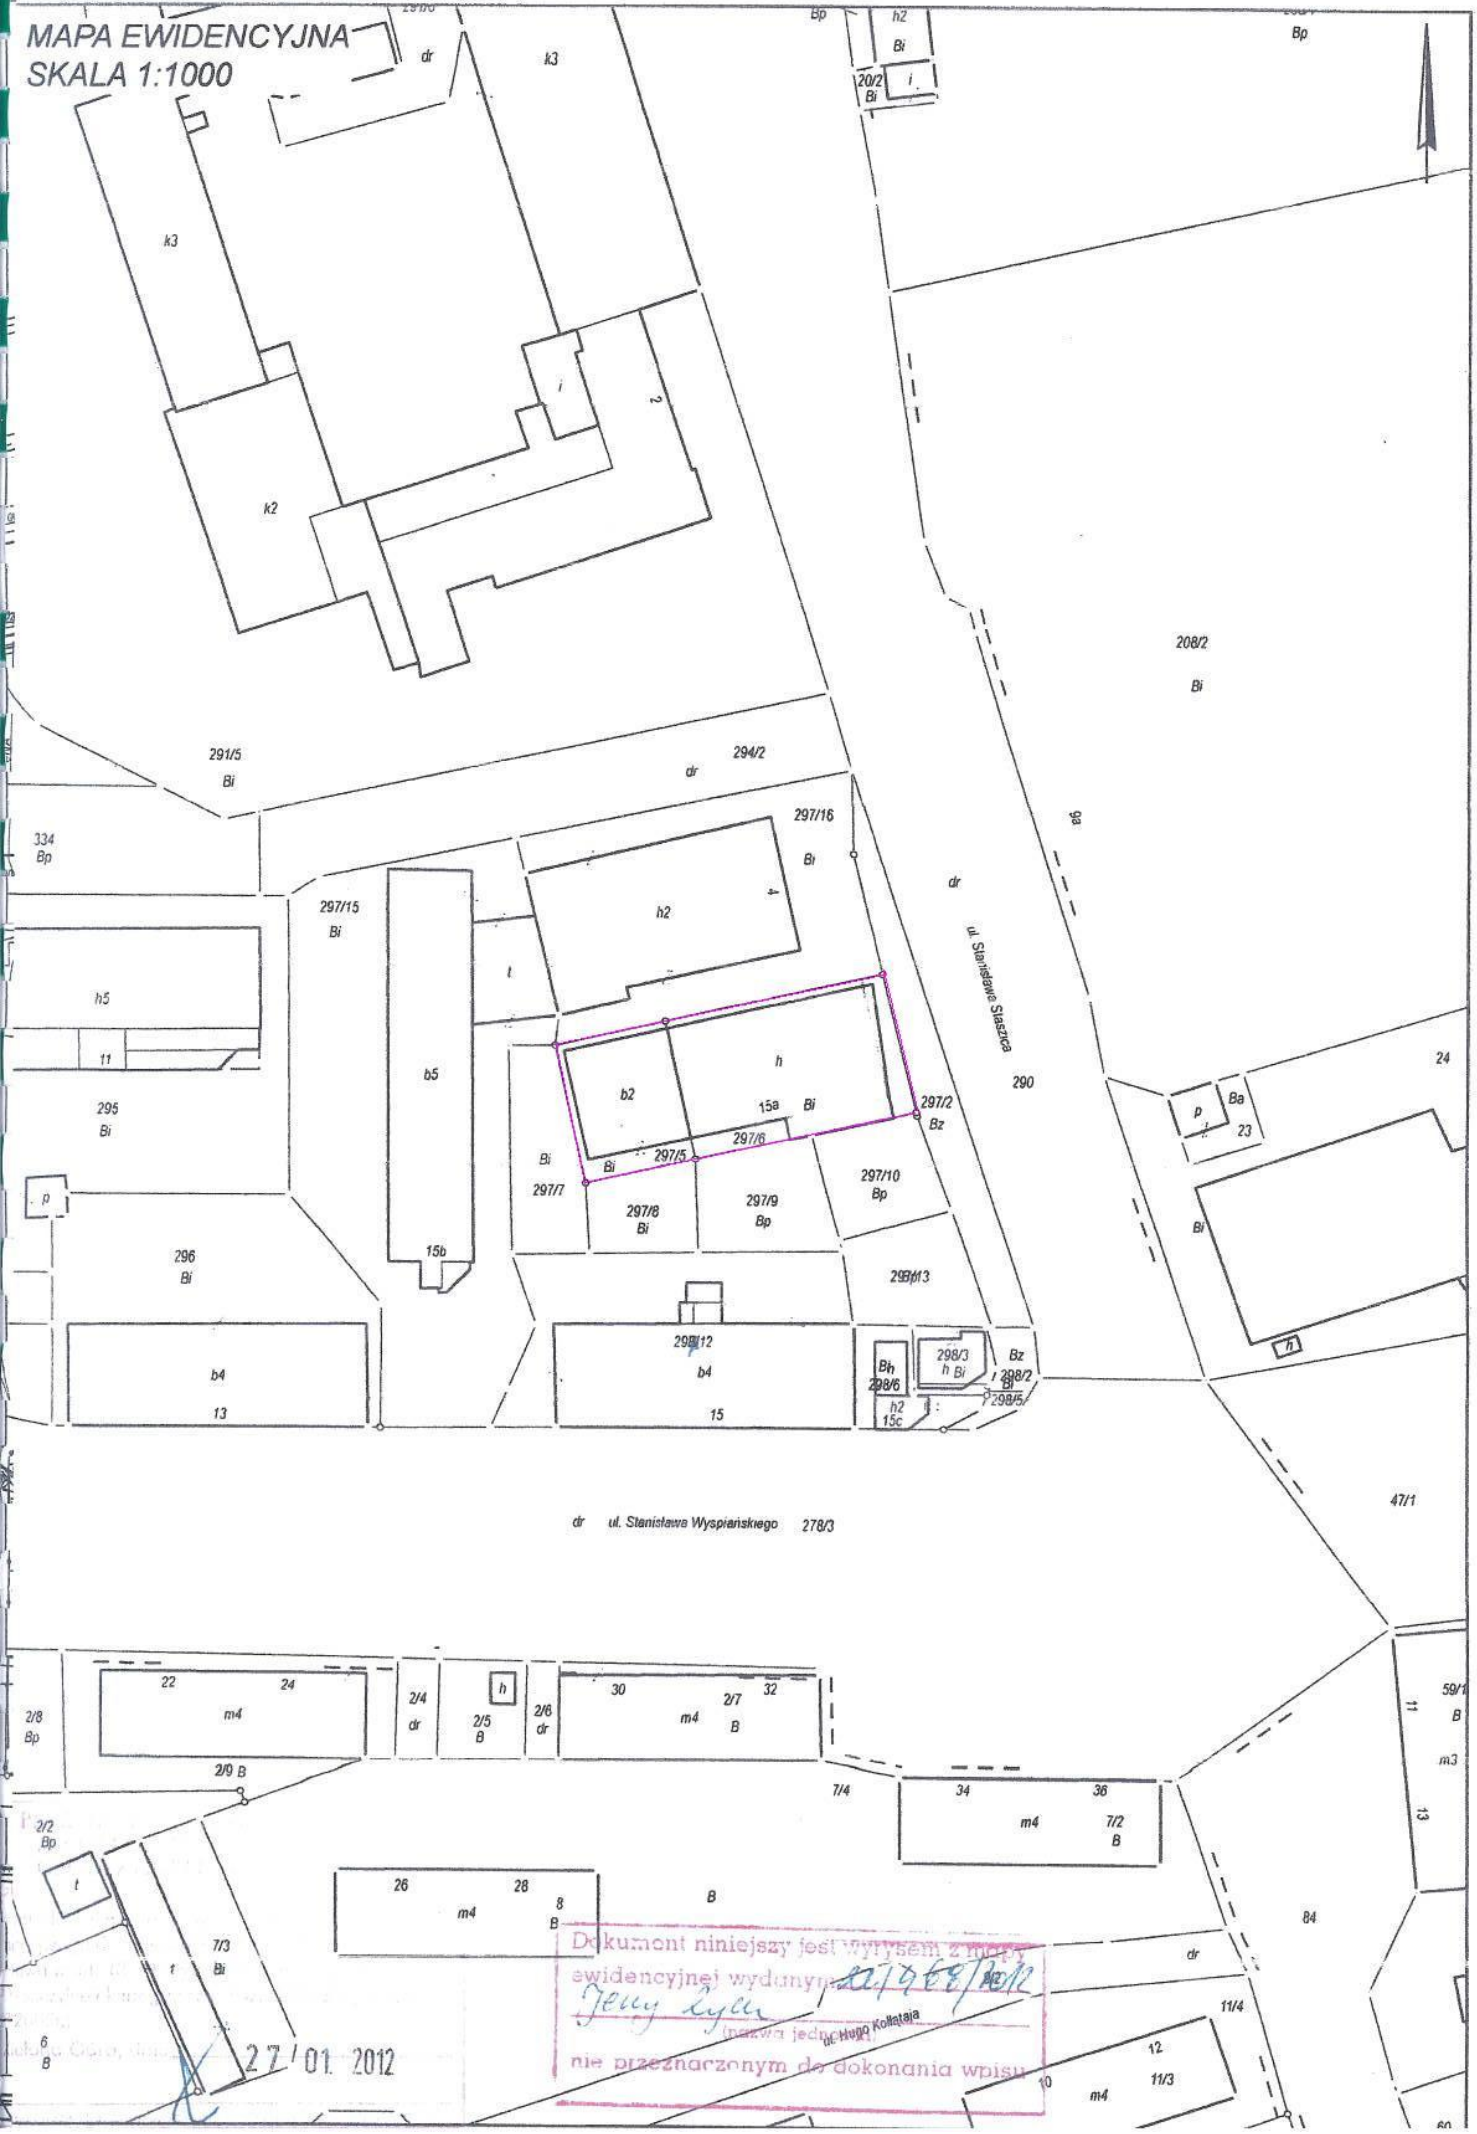 MAPA EWIDENCYJNA
SKALA 1:1000
dr
k3
Bp
h2
Bi
20/2
Bi
i
Bp
k3
i
2
k2
208/2
Bi
291/5
Bi
294/2
dr
334
Bp
297/16
Bi
9a
dr
297/15
Bi
h2
4
ul. Stanisława Staszica
t
h5
11
b5
h
b2
290
24
15a
Bi
297/2
Bz
p
Ba
23
295
Bi
297/6
297/5
Bi
Bi
297/7
297/10
Bp
p
297/8
Bi
297/9
Bp
Bi
15b
296
Bi
h
b4
13
b4
15
298/3
h Bi
Bz
298/2
Bi
298/5
298/6
h2
15c
47/1
dr ul. Stanisława Wyspiańskiego 278/3
22
24
m4
2/4
dr
h
2/5
B
2/6
dr
30
32
2/7
m4
B
2/8
Bp
59/1
B
11
m3
13
2/9 B
7/4
34
36
m4
7/2
B
2/2
Bp
t
26
28
m4
8
B
B
84
7/3
Bi
t
dr
Dokument niniejszy jest wyrysem z mapy
ewidencyjnej wydanym
(nazwa jednostki)
nie przeznaczonym do dokonania wpisu
ul. Hugo Kołłątaja
11/4
6
B
27/01. 2012
10
m4
12
11/3
60